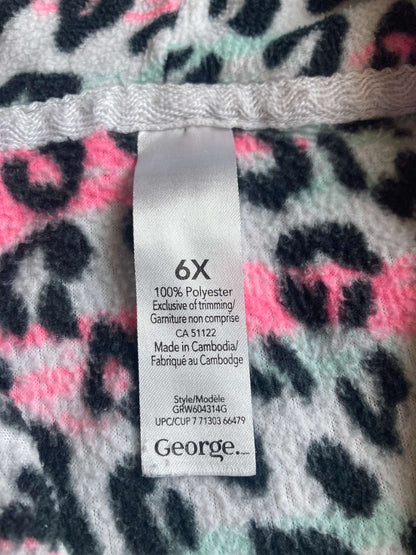 6X
100% Polyester
Exclusive of trimming/
Garniture non comprise
CA 51122
Made in Cambodia/
Fabriqué au Cambodge
Style/Modèle
GRW604314G
UPC/CUP 7 71303 66479
George.